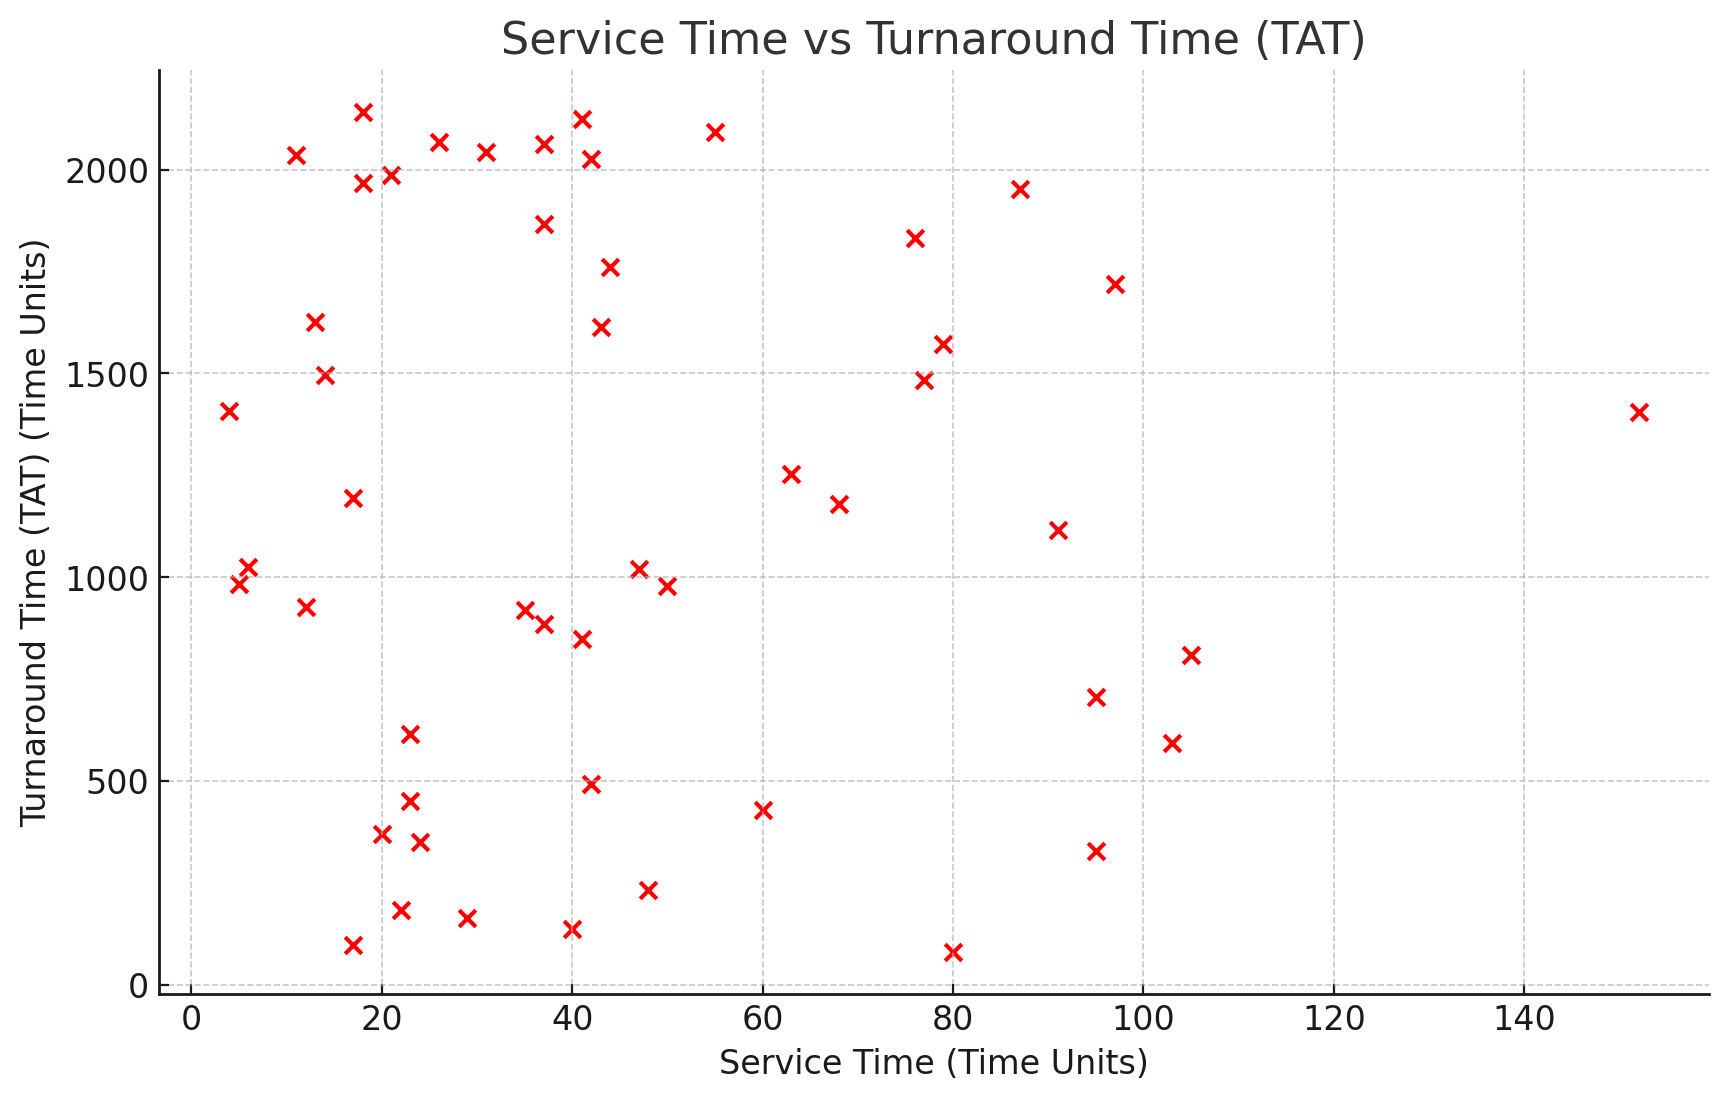 Service Time vs Turnaround Time (TAT)
Turnaround Time (TAT) (Time Units)
2000
1500
1000
500
0
0 20 40 60 80 100 120 140
Service Time (Time Units)